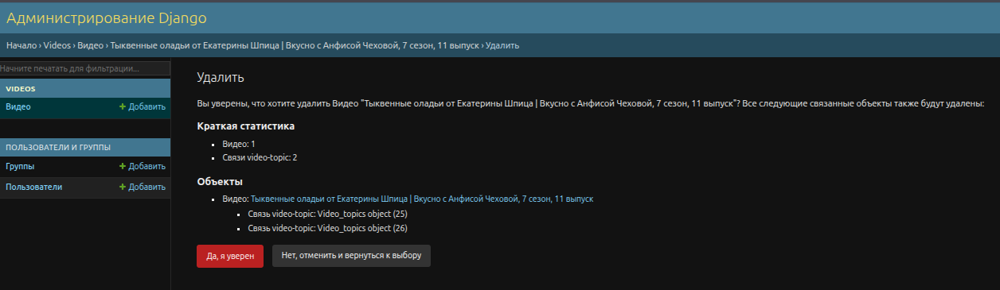 Администрирование Django
Начало › Videos › Видео › Тыквенные оладьи от Екатерины Шпица | Вкусно с Анфисой Чеховой, 7 сезон, 11 выпуск › Удалить
Начните печатать для фильтрации...
VIDEOS
Видео + Добавить
ПОЛЬЗОВАТЕЛИ И ГРУППЫ
Группы + Добавить
Пользователи + Добавить
Удалить
Вы уверены, что хотите удалить Видео "Тыквенные оладьи от Екатерины Шпица | Вкусно с Анфисой Чеховой, 7 сезон, 11 выпуск"? Все следующие связанные объекты также будут удалены:
Краткая статистика
Видео: 1
Связи video-topic: 2
Объекты
Видео: Тыквенные оладьи от Екатерины Шпица | Вкусно с Анфисой Чеховой, 7 сезон, 11 выпуск
Связь video-topic: Video_topics object (25)
Связь video-topic: Video_topics object (26)
Да, я уверен Нет, отменить и вернуться к выбору